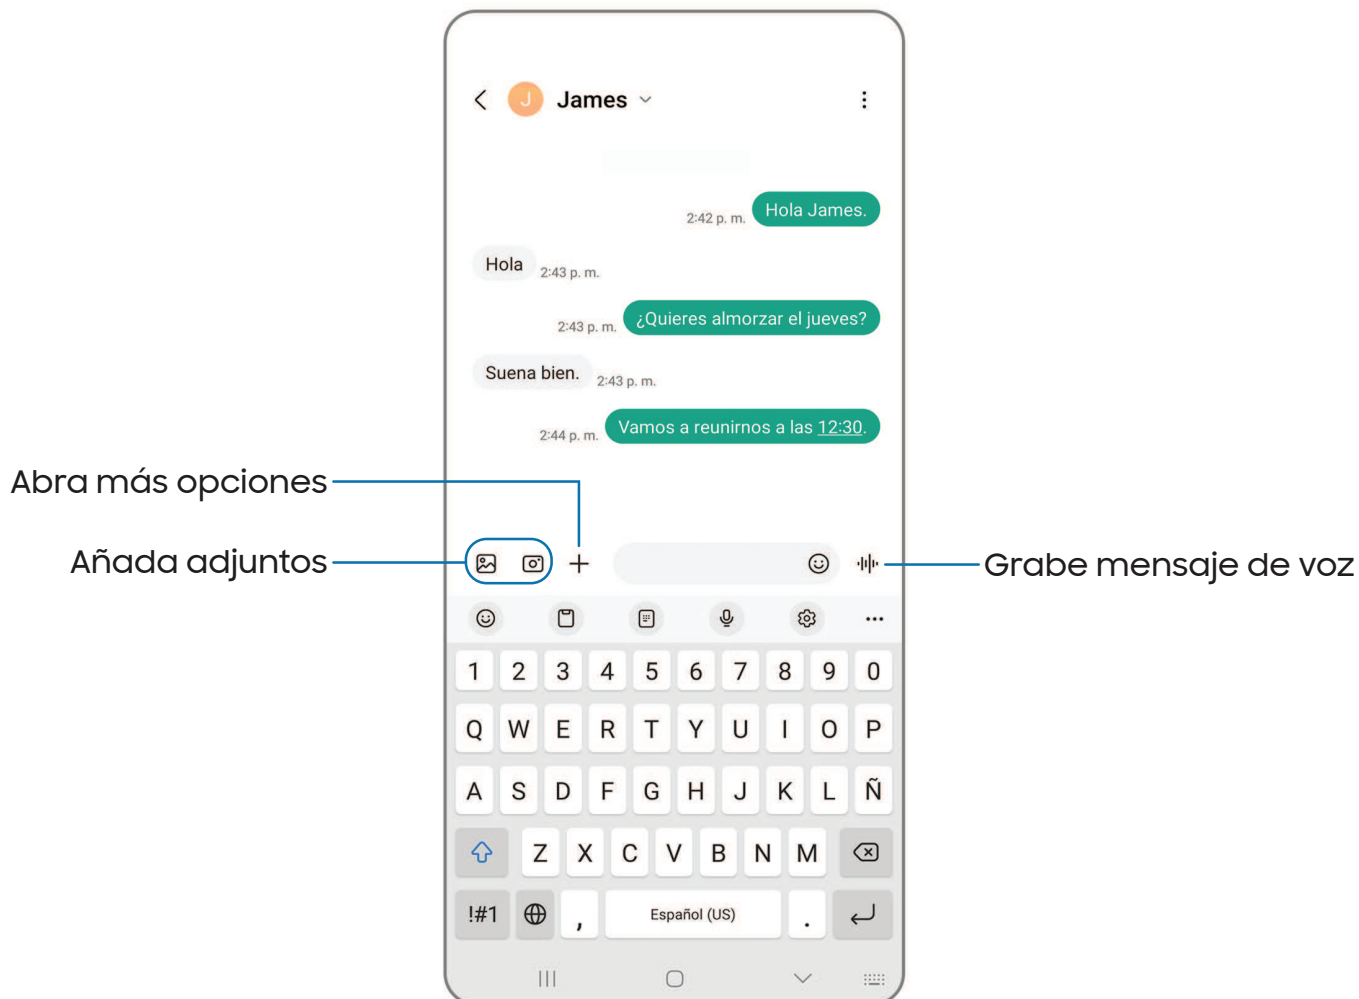 J James
Hola James.
2:42 p. m.
Hola
2:43 p. m.
¿Quieres almorzar el jueves?
2:43 p. m.
Suena bien.
2:43 p. m.
Vamos a reunirnos a las 12:30.
2:44 p. m.
Abra más opciones
Añada adjuntos
Grabe mensaje de voz
1 2 3 4 5 6 7 8 9 0
Q W E R T Y U I O P
A S D F G H J K L Ñ
Z X C V B N M
!#1 , Español (US) .